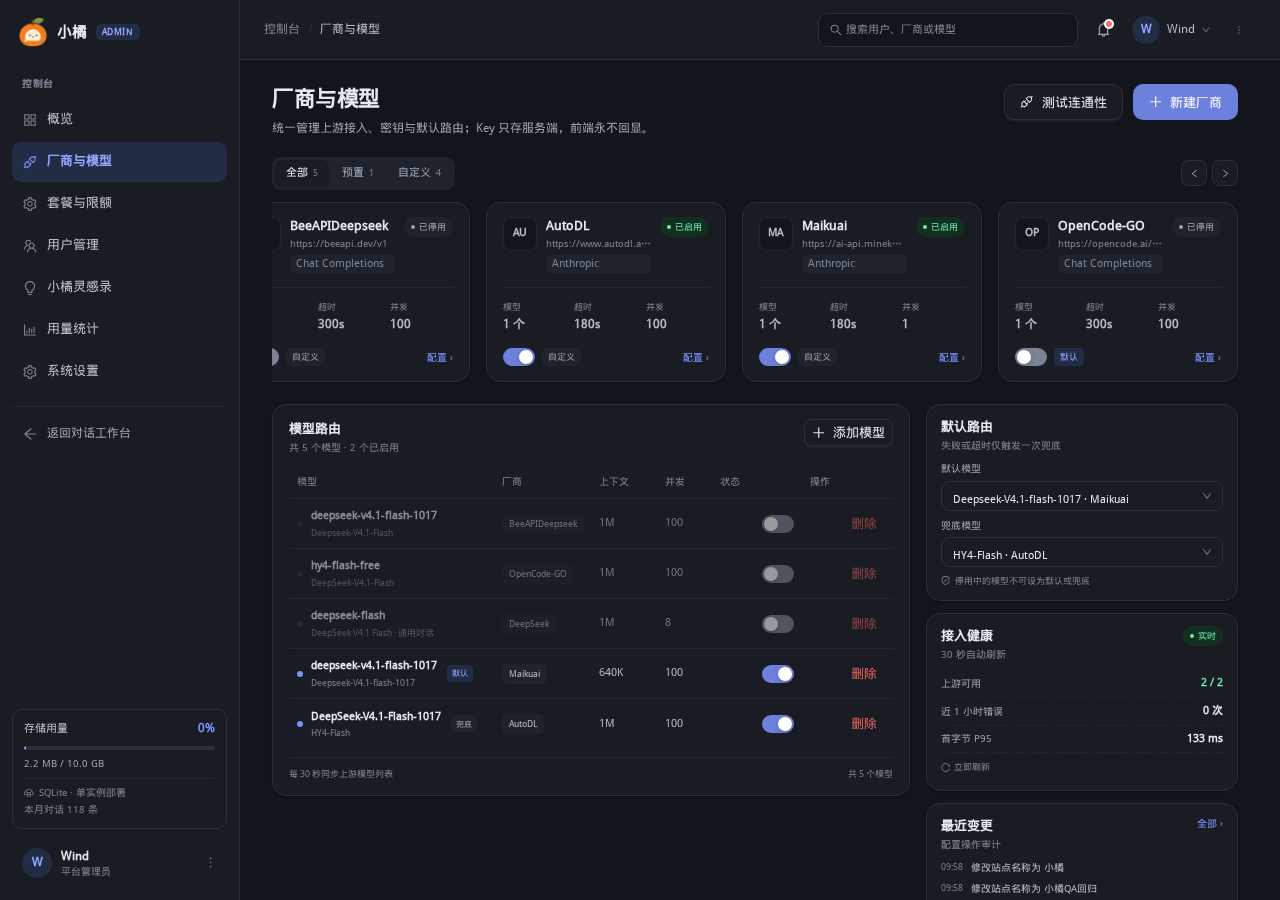 小橘 ADMIN
控制台
概览
厂商与模型
套餐与限额
用户管理
小橘灵感录
用量统计
系统设置
返回对话工作台
存储用量 0%
2.2 MB / 10.0 GB
SQLite · 单实例部署
本月对话 118 条
W Wind
平台管理员
控制台 / 厂商与模型
搜索用户、厂商或模型
W Wind
厂商与模型
统一管理上游接入、密钥与默认路由；Key 只存服务端，前端永不回显。
测试连通性
新建厂商
全部 5 预置 1 自定义 4
BeeAPIDeepseek 已停用
https://beeapi.dev/v1
Chat Completions
超时 并发
300s 100
自定义 配置 ›
AU AutoDL 已启用
https://www.autodl.a···
Anthropic
模型 超时 并发
1 个 180s 100
自定义 配置 ›
MA Maikuai 已启用
https://ai-api.minek···
Anthropic
模型 超时 并发
1 个 180s 1
自定义 配置 ›
OP OpenCode-GO 已停用
https://opencode.ai/···
Chat Completions
模型 超时 并发
1 个 300s 100
默认 配置 ›
模型路由
共 5 个模型 · 2 个已启用
添加模型
模型 厂商 上下文 并发 状态 操作
deepseek-v4.1-flash-1017 BeeAPIDeepseek 1M 100 删除
Deepseek-V4.1-Flash
hy4-flash-free OpenCode-GO 1M 100 删除
DeepSeek-V4.1-Flash
deepseek-flash DeepSeek 1M 8 删除
DeepSeek V4.1 Flash · 通用对话
deepseek-v4.1-flash-1017 默认 Maikuai 640K 100 删除
Deepseek-V4.1-flash-1017
DeepSeek-V4.1-Flash-1017 兜底 AutoDL 1M 100 删除
HY4-Flash
每 30 秒同步上游模型列表 共 5 个模型
默认路由
失败或超时仅触发一次兜底
默认模型
Deepseek-V4.1-flash-1017 · Maikuai
兜底模型
HY4-Flash · AutoDL
停用中的模型不可设为默认或兜底
接入健康 实时
30 秒自动刷新
上游可用 2 / 2
近 1 小时错误 0 次
首字节 P95 133 ms
立即刷新
最近变更 全部 ›
配置操作审计
09:58 修改站点名称为 小橘
09:58 修改站点名称为 小橘QA回归